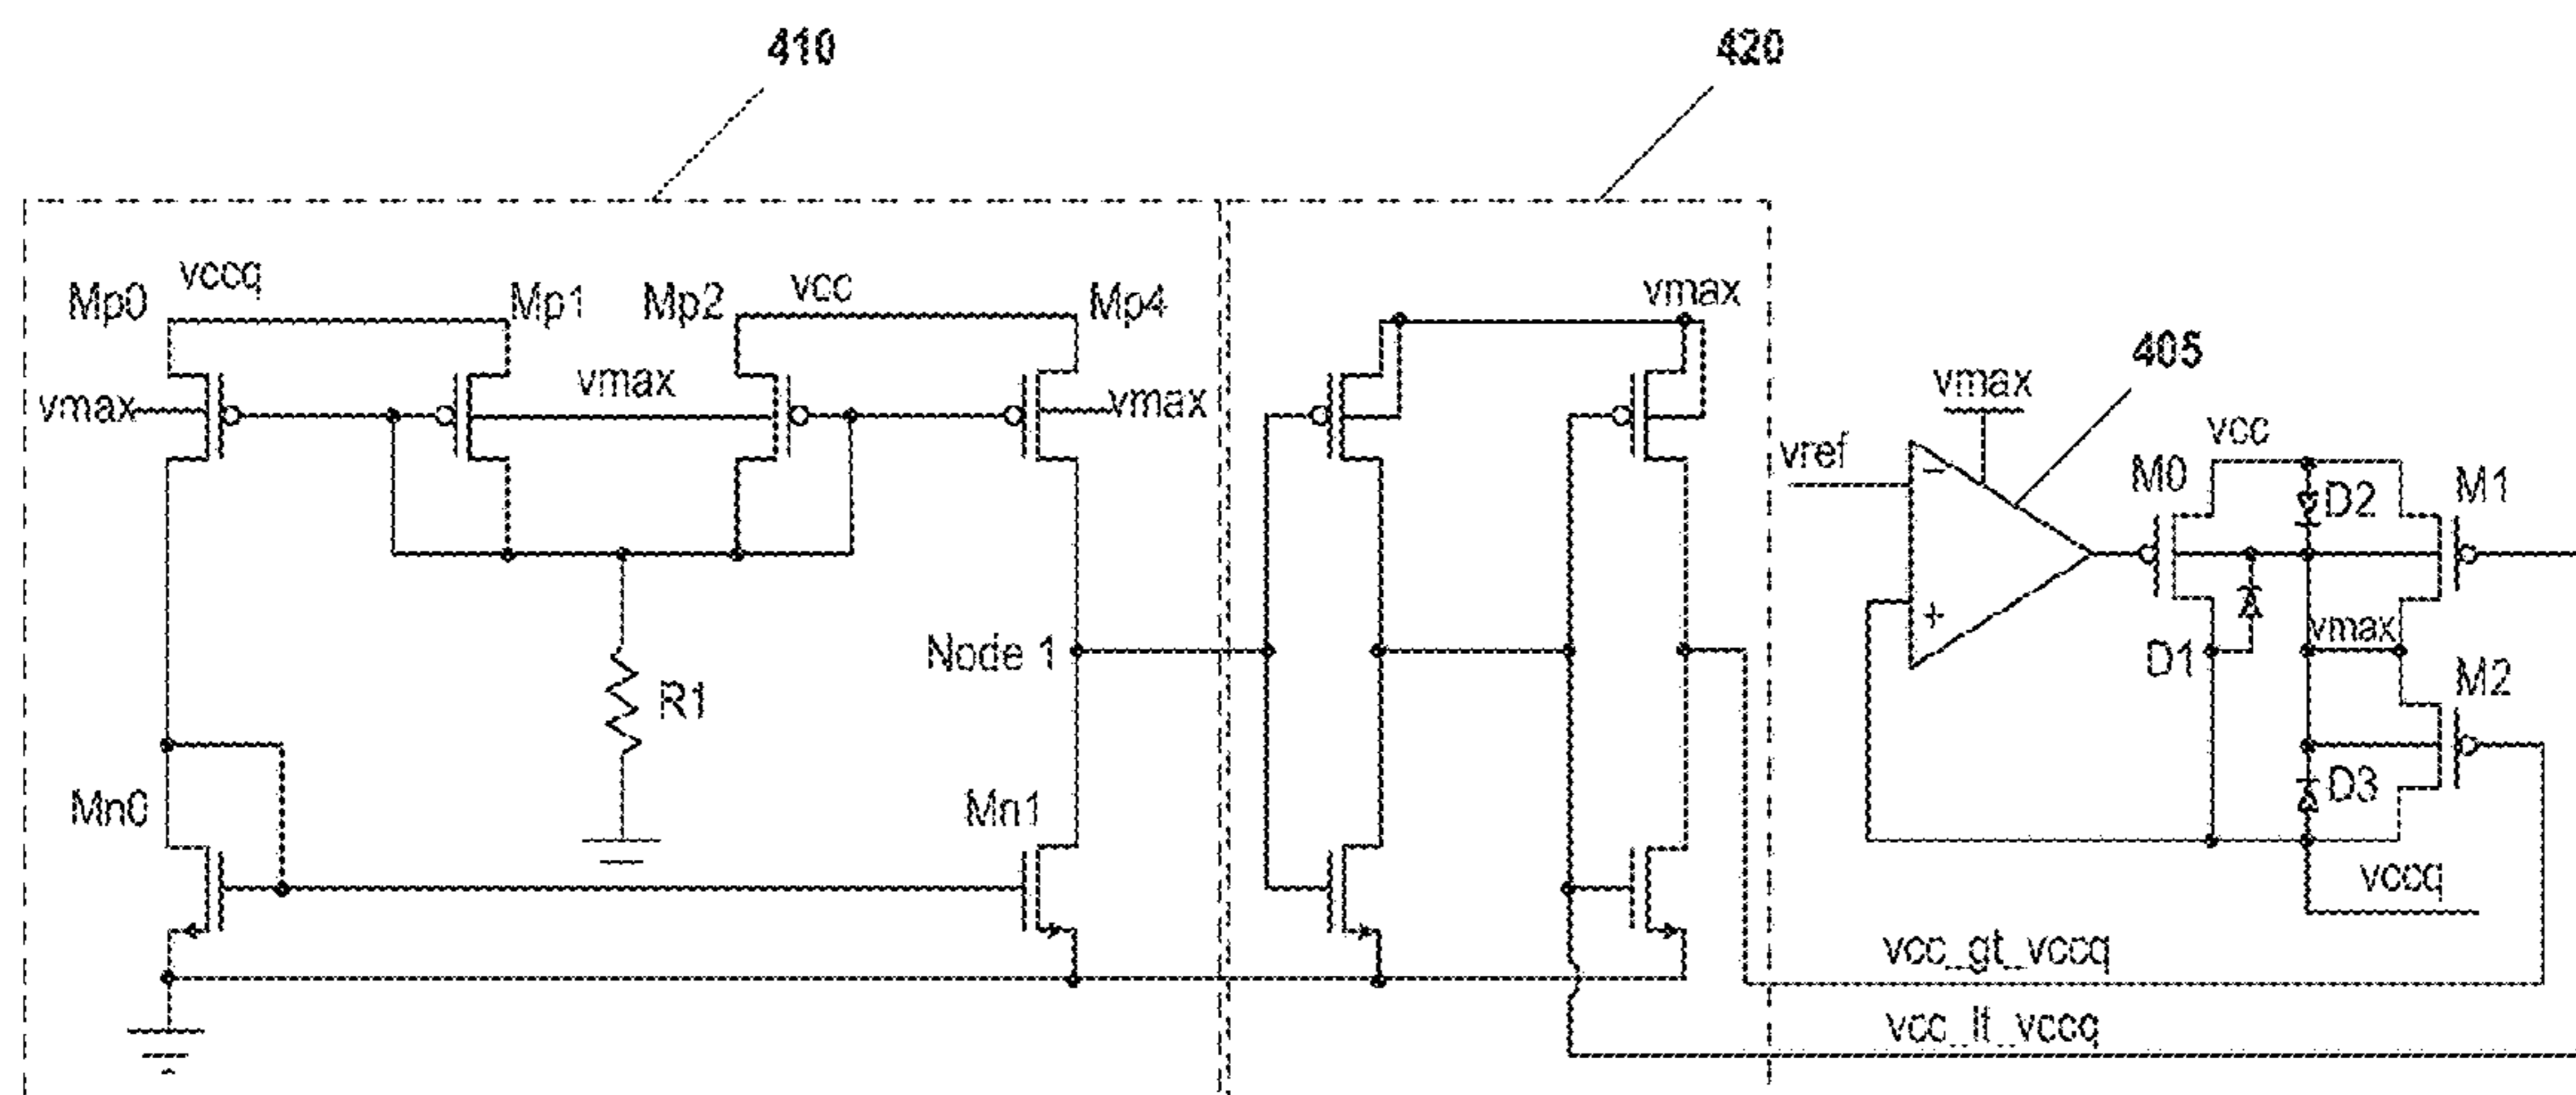 410
420
Mp0
vccq
Mp1
Mp2
vcc
Mp4
vmax
vmax
vmax
vmax
405
vmax
vref
vcc
M0
D2
M1
−
+
vmax
D1
M2
Node 1
R1
D3
Mn0
Mn1
vccq
vcc_gt_vccq
vcc_lt_vccq